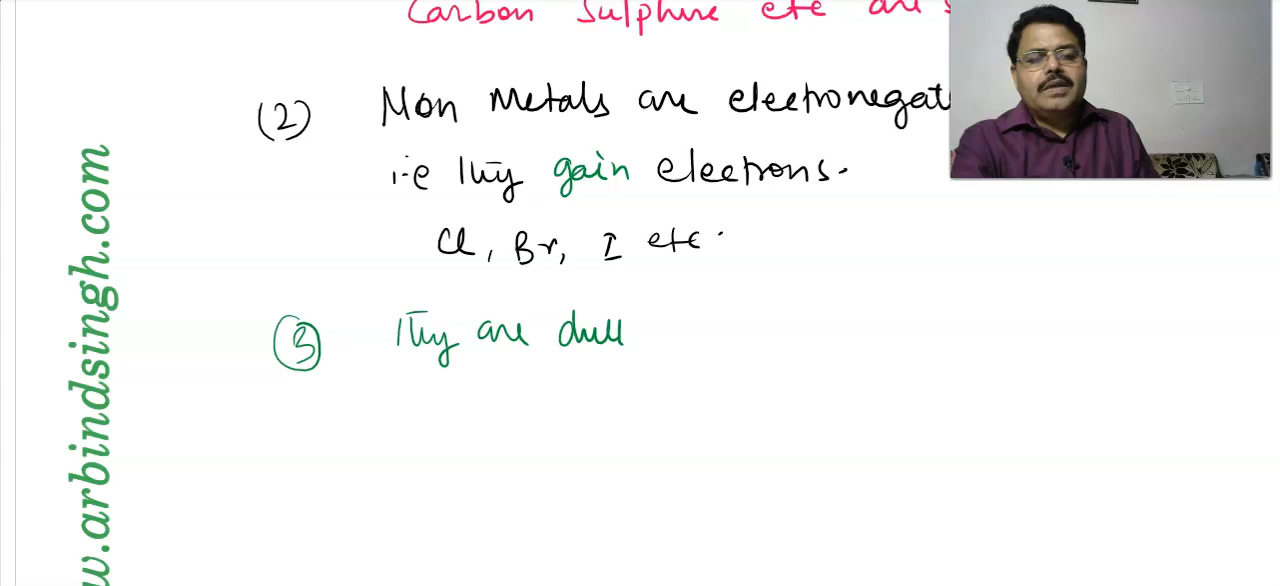 Carbon Sulphur etc are
(2) Non Metals are electronegat
i.e they gain electrons.
Cl, Br, I etc.
(3) They are dull
w.arbindsingh.com